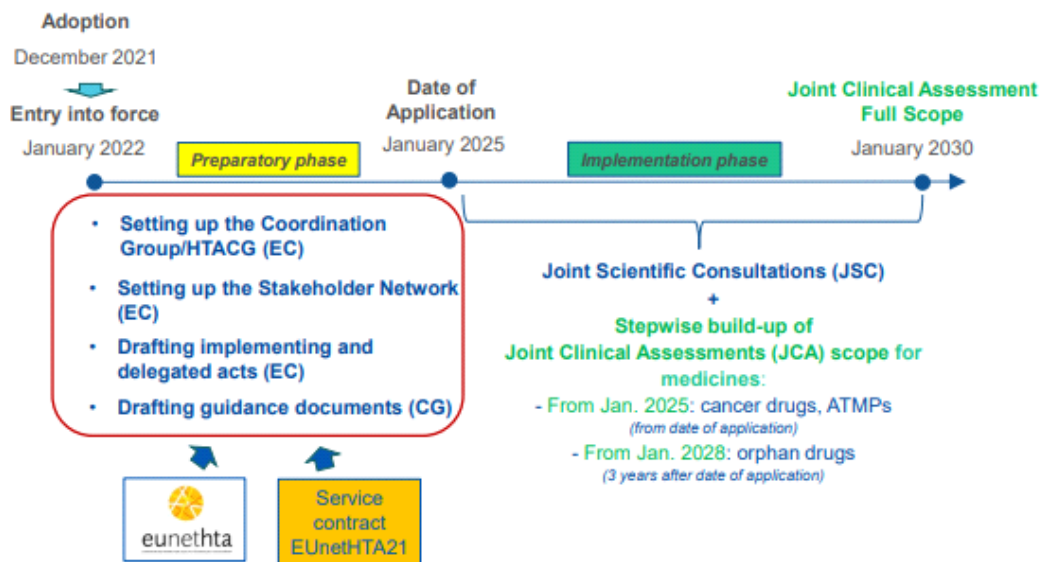 Adoption
December 2021
Entry into force
January 2022
Preparatory phase
Date of
Application
January 2025
Implementation phase
Joint Clinical Assessment
Full Scope
January 2030
• Setting up the Coordination
Group/HTACG (EC)
• Setting up the Stakeholder Network
(EC)
• Drafting implementing and
delegated acts (EC)
• Drafting guidance documents (CG)
Joint Scientific Consultations (JSC)
+
Stepwise build-up of
Joint Clinical Assessments (JCA) scope for
medicines:
- From Jan. 2025: cancer drugs, ATMPs
(from date of application)
- From Jan. 2028: orphan drugs
(3 years after date of application)
eunethta
Service
contract
EUnetHTA21